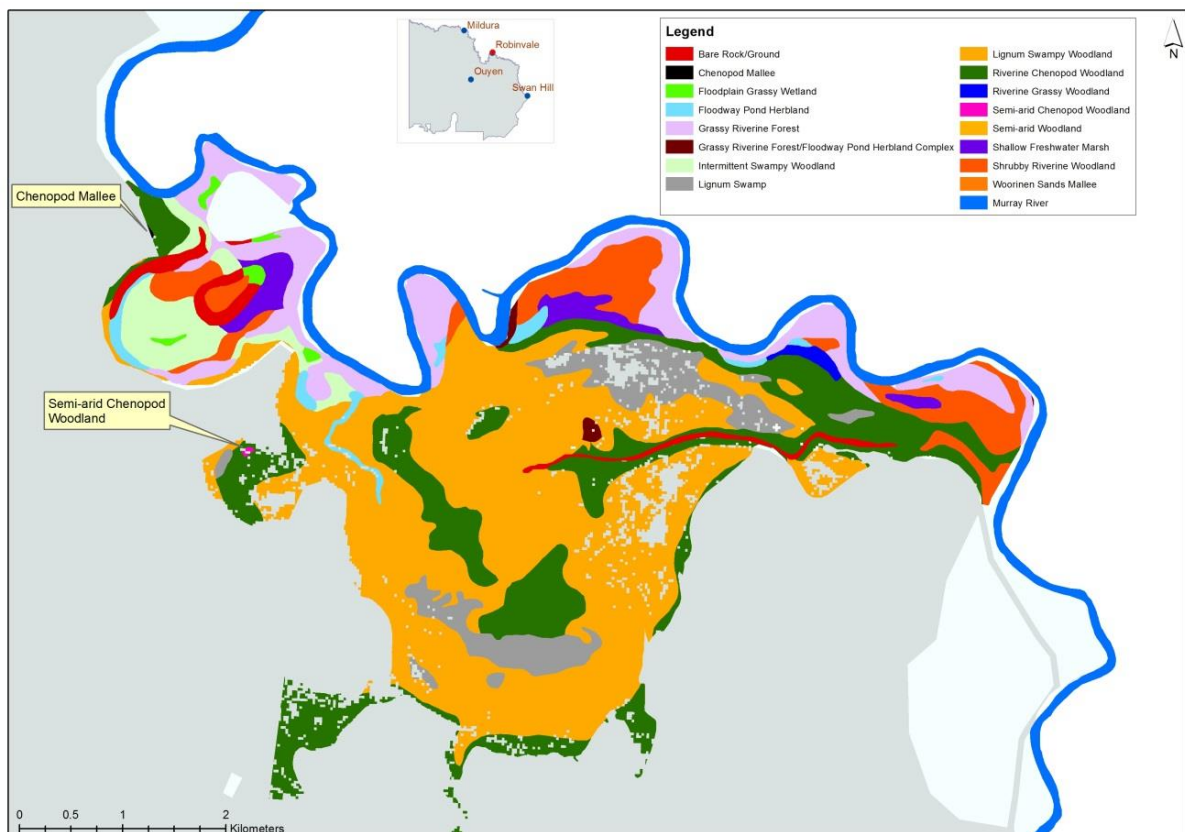 Mildura
Robinvale
Ouyen
Swan Hill
Legend
Bare Rock/Ground
Chenopod Mallee
Floodplain Grassy Wetland
Floodway Pond Herbland
Grassy Riverine Forest
Grassy Riverine Forest/Floodway Pond Herbland Complex
Intermittent Swampy Woodland
Lignum Swamp
Lignum Swampy Woodland
Riverine Chenopod Woodland
Riverine Grassy Woodland
Semi-arid Chenopod Woodland
Semi-arid Woodland
Shallow Freshwater Marsh
Shrubby Riverine Woodland
Woorinen Sands Mallee
Murray River
N
Chenopod Mallee
Semi-arid Chenopod
Woodland
0 0.5 1 2
Kilometers